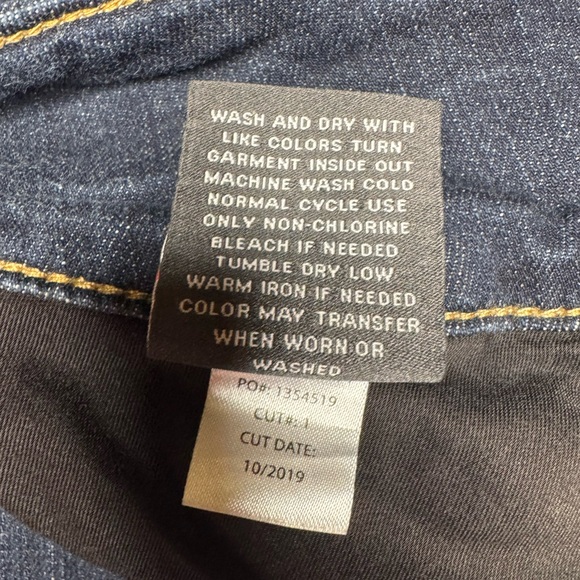 WASH AND DRY WITH
LIKE COLORS TURN
GARMENT INSIDE OUT
MACHINE WASH COLD
NORMAL CYCLE USE
ONLY NON-CHLORINE
BLEACH IF NEEDED
TUMBLE DRY LOW
WARM IRON IF NEEDED
COLOR MAY TRANSFER
WHEN WORN OR
WASHED
PO#: 1354519
CUT#: 1
CUT DATE:
10/2019